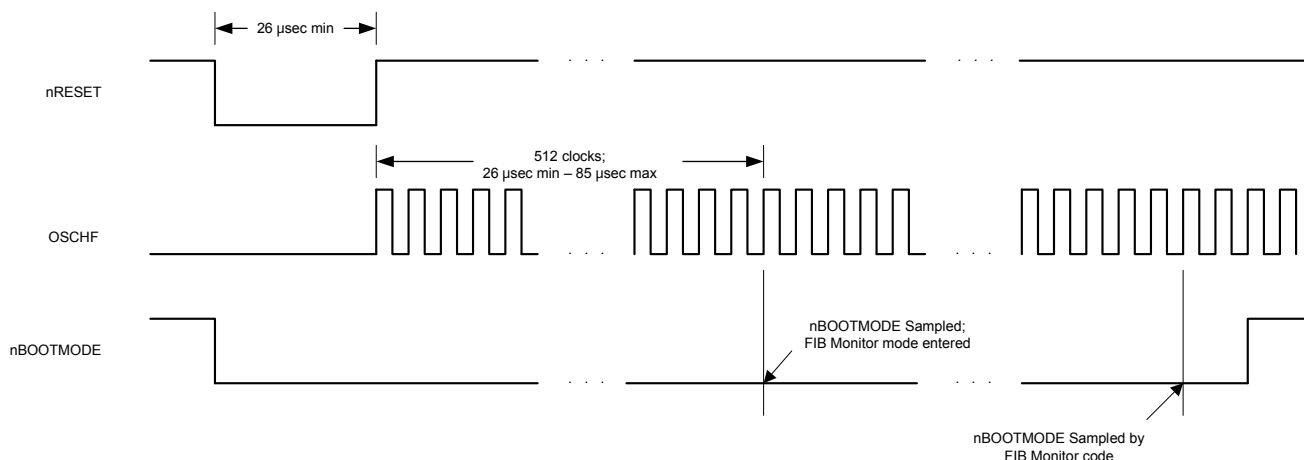 26 µsec min
nRESET
512 clocks;
26 µsec min – 85 µsec max
OSCHF
nBOOTMODE Sampled;
FIB Monitor mode entered
nBOOTMODE
nBOOTMODE Sampled by
FIB Monitor code